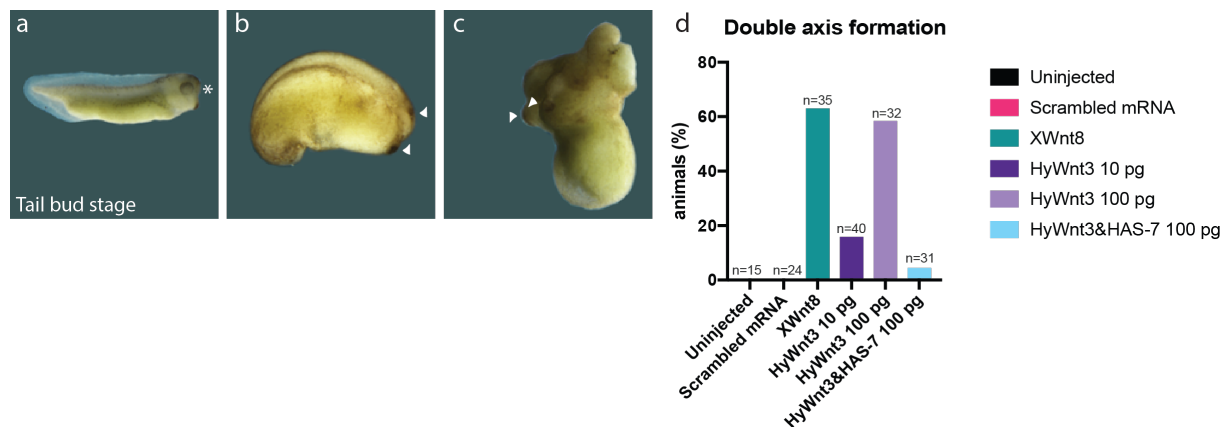 a
b
c
d
Tail bud stage
*
Double axis formation
animals (%)
80
60
40
20
0
n=15
n=24
n=35
n=40
n=32
n=31
Uninjected
Scrambled mRNA
XWnt8
HyWnt3 10 pg
HyWnt3 100 pg
HyWnt3&HAS-7 100 pg
Uninjected
Scrambled mRNA
XWnt8
HyWnt3 10 pg
HyWnt3 100 pg
HyWnt3&HAS-7 100 pg